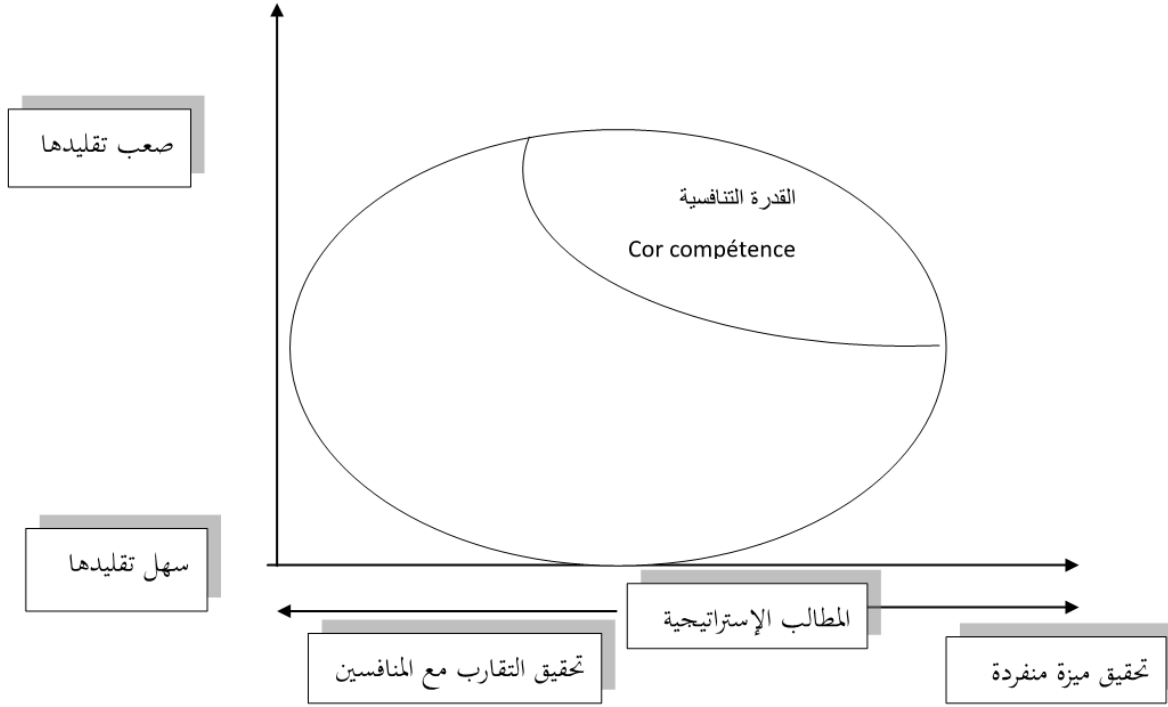 صعب تقليدها
القدرة التنافسية
Cor compétence
سهل تقليدها
المطالب الإستراتيجية
تحقيق ميزة منفردة
تحقيق التقارب مع المنافسين